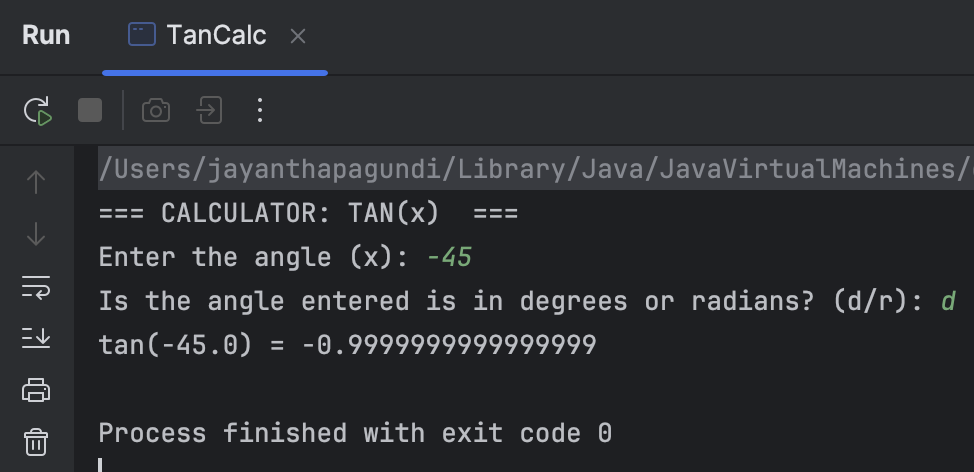 Run TanCalc
/Users/jayanthapagundi/Library/Java/JavaVirtualMachines/
=== CALCULATOR: TAN(x)  ===
Enter the angle (x): -45
Is the angle entered is in degrees or radians? (d/r): d
tan(-45.0) = -0.9999999999999999
Process finished with exit code 0